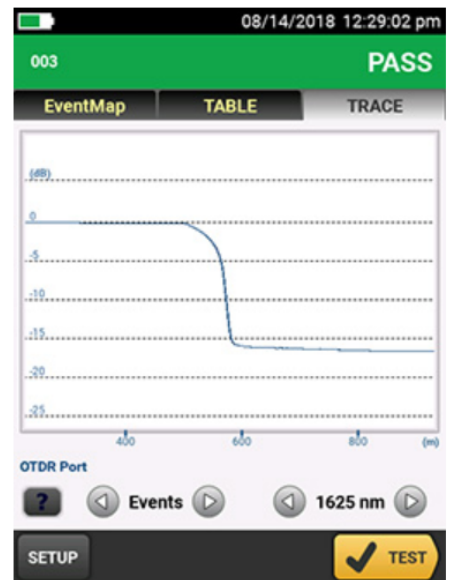 08/14/2018 12:29:02 pm
003 PASS
EventMap TABLE TRACE
(dB)
0
-5
-10
-15
-20
-25
400 600 800 (m)
OTDR Port
? Events 1625 nm
SETUP TEST